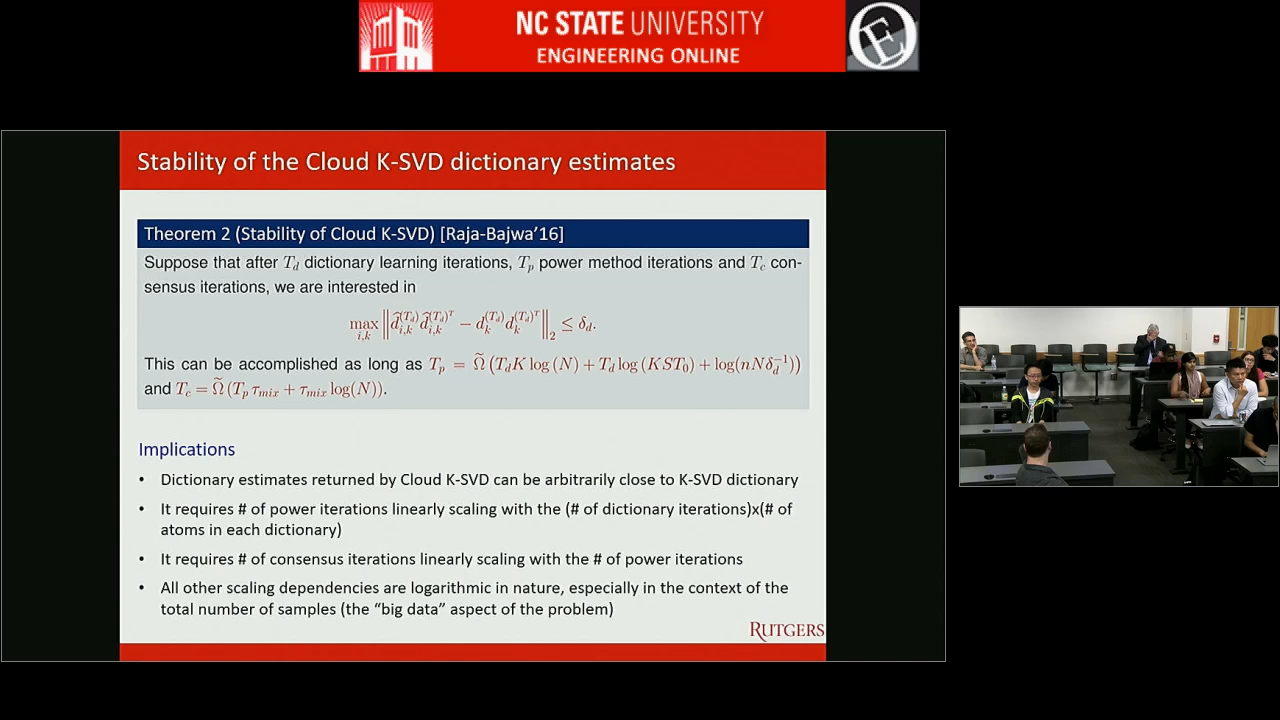 NC STATE UNIVERSITY
ENGINEERING ONLINE
E
Stability of the Cloud K-SVD dictionary estimates
Theorem 2 (Stability of Cloud K-SVD) [Raja-Bajwa'16]
Suppose that after T_d dictionary learning iterations, T_p power method iterations and T_c con-
sensus iterations, we are interested in
max_{i,k} ‖d̂_{i,k}^{(T_d)} d̂_{i,k}^{(T_d)^T} − d_k^{(T_d)} d_k^{(T_d)^T}‖_2 ≤ δ_d.
This can be accomplished as long as T_p = Ω̃(T_d K log (N) + T_d log (KST_0) + log(nNδ_d^{-1}))
and T_c = Ω̃(T_p τ_{mix} + τ_{mix} log(N)).
Implications
• Dictionary estimates returned by Cloud K-SVD can be arbitrarily close to K-SVD dictionary
• It requires # of power iterations linearly scaling with the (# of dictionary iterations)x(# of
atoms in each dictionary)
• It requires # of consensus iterations linearly scaling with the # of power iterations
• All other scaling dependencies are logarithmic in nature, especially in the context of the
total number of samples (the “big data” aspect of the problem)
RUTGERS